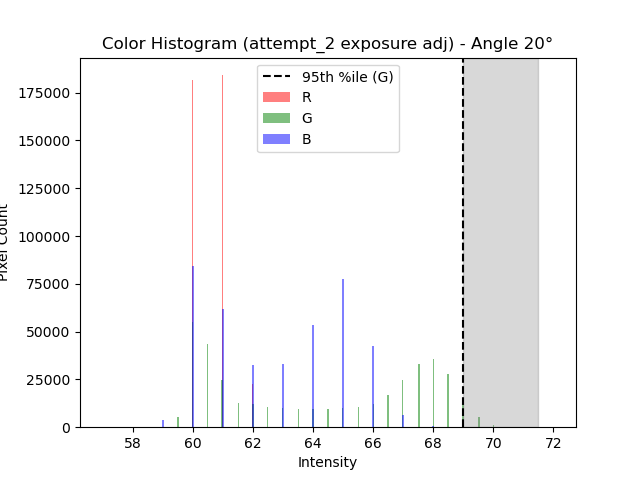 Color Histogram (attempt_2 exposure adj) - Angle 20°
95th %ile (G)
R
G
B
175000
150000
125000
100000
75000
50000
25000
0
Pixel Count
58 60 62 64 66 68 70 72
Intensity